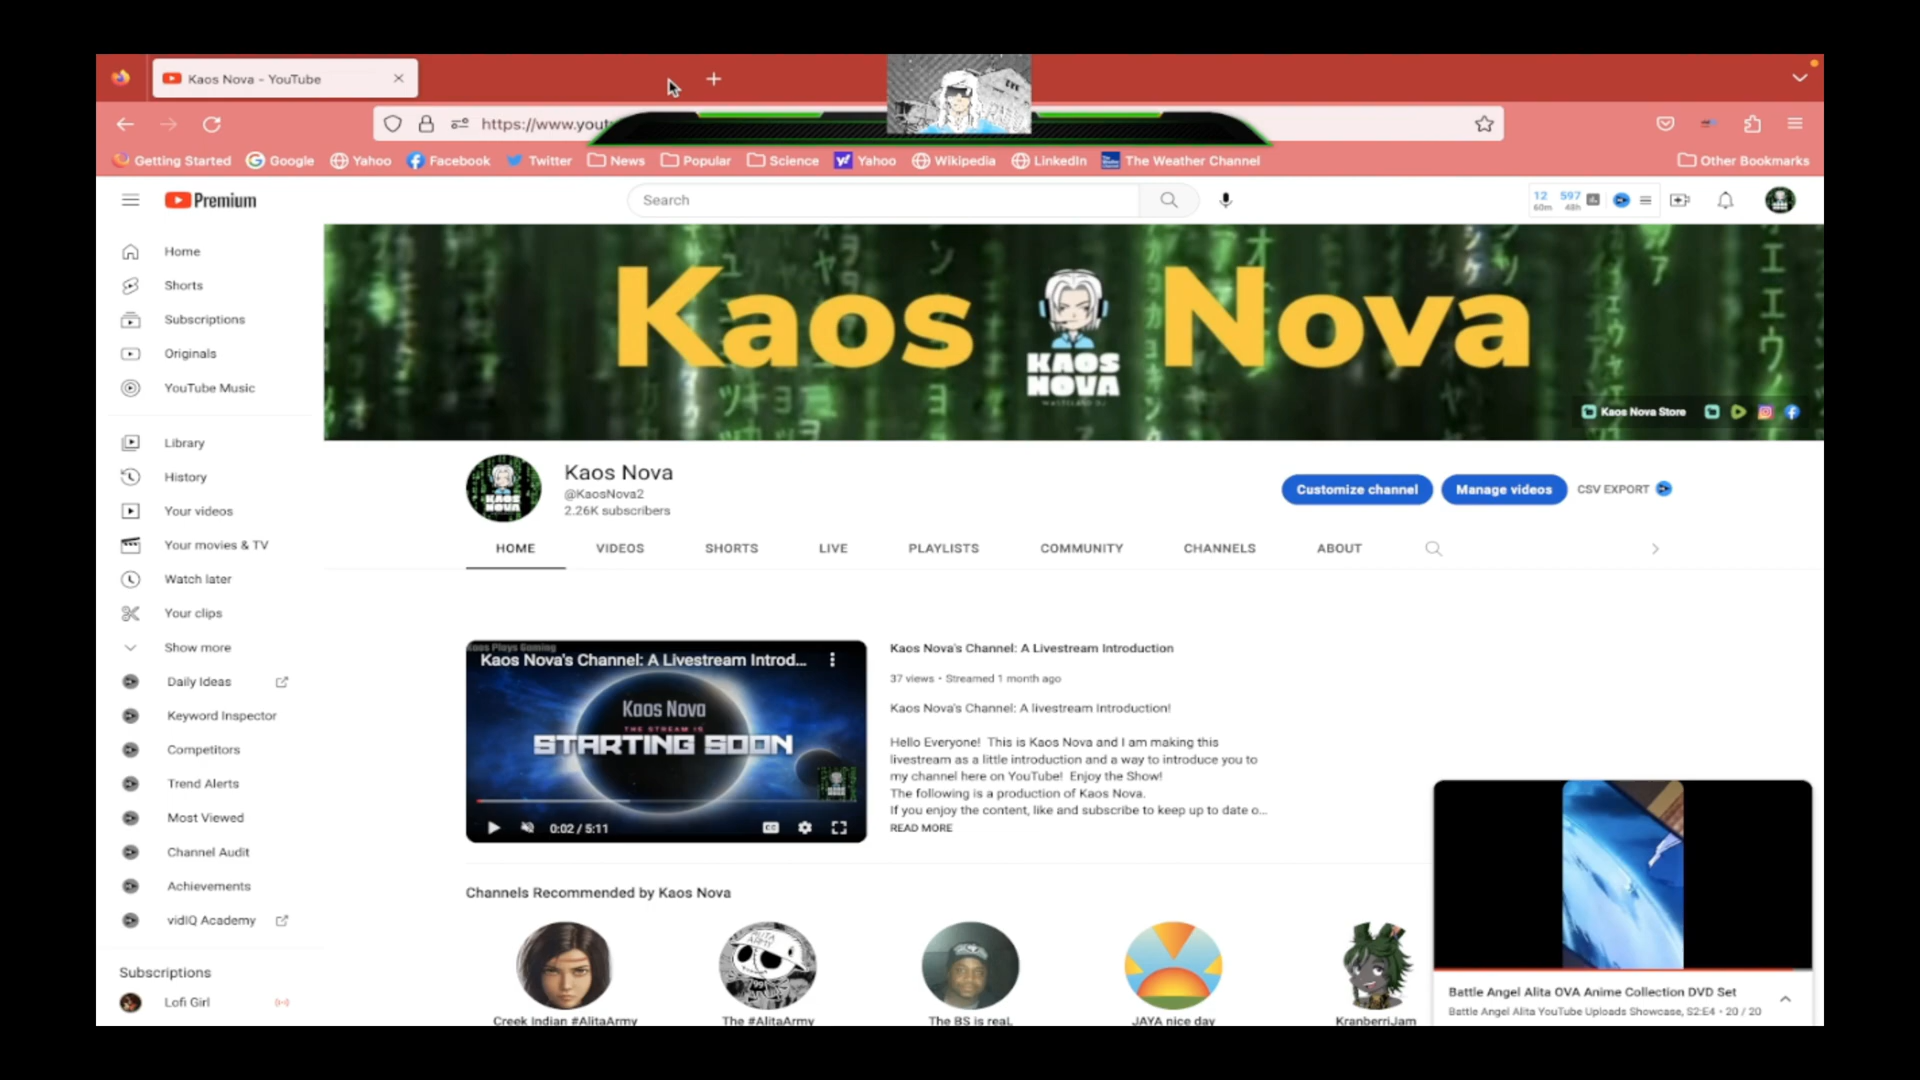 Kaos Nova - YouTube
https://www.yout
Getting Started Google Yahoo Facebook Twitter News Popular Science Yahoo Wikipedia LinkedIn The Weather Channel Other Bookmarks
Premium
Search
12 597
60m 48h
Home
Shorts
Subscriptions
Originals
YouTube Music
Library
History
Your videos
Your movies & TV
Watch later
Your clips
Show more
Daily Ideas
Keyword Inspector
Competitors
Trend Alerts
Most Viewed
Channel Audit
Achievements
vidIQ Academy
Subscriptions
Lofi Girl
Kaos Nova
KAOS
NOVA
Kaos Nova Store
Kaos Nova
@KaosNova2
2.26K subscribers
Customize channel Manage videos CSV EXPORT
HOME VIDEOS SHORTS LIVE PLAYLISTS COMMUNITY CHANNELS ABOUT
Kaos Plays Gaming
Kaos Nova's Channel: A Livestream Introd...
Kaos Nova
THE STREAM IS
STARTING SOON
0:02 / 5:11
Kaos Nova's Channel: A Livestream Introduction
37 views • Streamed 1 month ago
Kaos Nova's Channel: A livestream Introduction!
Hello Everyone! This is Kaos Nova and I am making this
livestream as a little introduction and a way to introduce you to
my channel here on YouTube! Enjoy the Show!
The following is a production of Kaos Nova.
If you enjoy the content, like and subscribe to keep up to date o...
READ MORE
Channels Recommended by Kaos Nova
Creek Indian #AlitaArmy
The #AlitaArmy
The BS is real.
JAYA nice day
KranberriJam
Battle Angel Alita OVA Anime Collection DVD Set
Battle Angel Alita YouTube Uploads Showcase, S2:E4 • 20 / 20